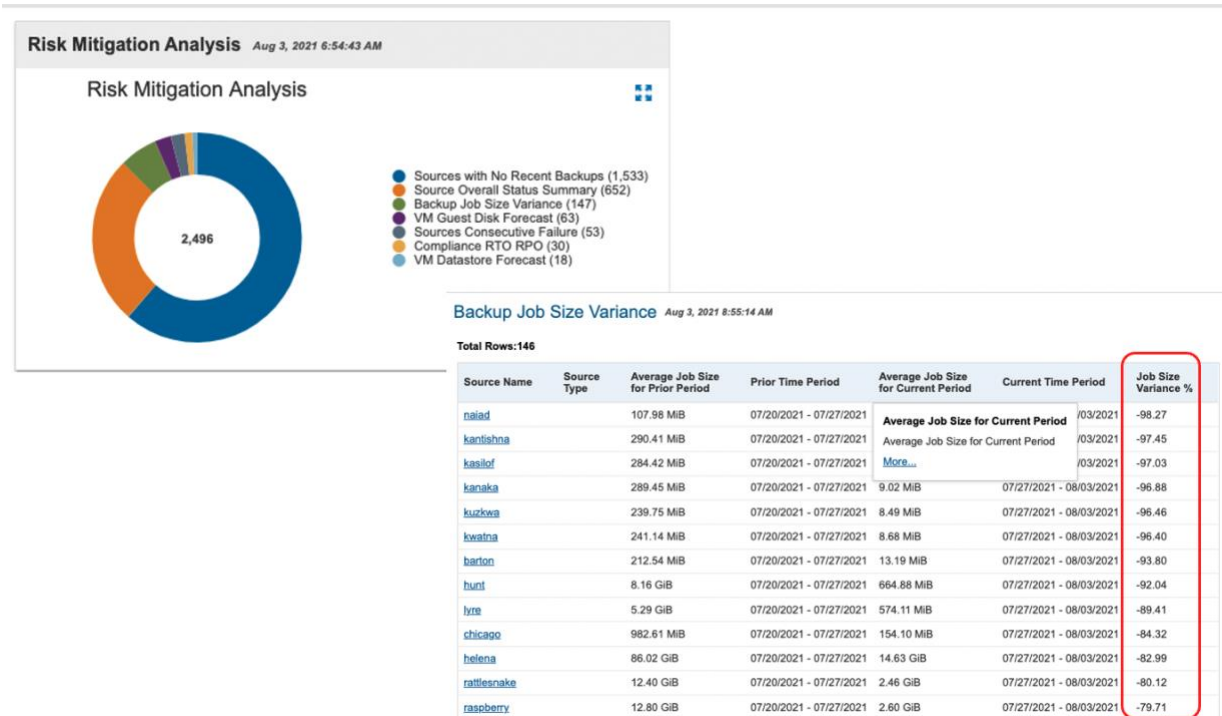 Risk Mitigation Analysis Aug 3, 2021 6:54:43 AM
Risk Mitigation Analysis
2,496
Sources with No Recent Backups (1,533)
Source Overall Status Summary (652)
Backup Job Size Variance (147)
VM Guest Disk Forecast (63)
Sources Consecutive Failure (53)
Compliance RTO RPO (30)
VM Datastore Forecast (18)
Backup Job Size Variance Aug 3, 2021 8:55:14 AM
Total Rows:146
Source Name Source Type Average Job Size for Prior Period Prior Time Period Average Job Size for Current Period Current Time Period Job Size Variance %
naiad 107.98 MiB 07/20/2021 - 07/27/2021 /03/2021 -98.27
kantishna 290.41 MiB 07/20/2021 - 07/27/2021 /03/2021 -97.45
kasilof 284.42 MiB 07/20/2021 - 07/27/2021 /03/2021 -97.03
Average Job Size for Current Period
Average Job Size for Current Period
More...
kanaka 289.45 MiB 07/20/2021 - 07/27/2021 9.02 MiB 07/27/2021 - 08/03/2021 -96.88
kuzkwa 239.75 MiB 07/20/2021 - 07/27/2021 8.49 MiB 07/27/2021 - 08/03/2021 -96.46
kwatna 241.14 MiB 07/20/2021 - 07/27/2021 8.68 MiB 07/27/2021 - 08/03/2021 -96.40
barton 212.54 MiB 07/20/2021 - 07/27/2021 13.19 MiB 07/27/2021 - 08/03/2021 -93.80
hunt 8.16 GiB 07/20/2021 - 07/27/2021 664.88 MiB 07/27/2021 - 08/03/2021 -92.04
lyre 5.29 GiB 07/20/2021 - 07/27/2021 574.11 MiB 07/27/2021 - 08/03/2021 -89.41
chicago 982.61 MiB 07/20/2021 - 07/27/2021 154.10 MiB 07/27/2021 - 08/03/2021 -84.32
helena 86.02 GiB 07/20/2021 - 07/27/2021 14.63 GiB 07/27/2021 - 08/03/2021 -82.99
rattlesnake 12.40 GiB 07/20/2021 - 07/27/2021 2.46 GiB 07/27/2021 - 08/03/2021 -80.12
raspberry 12.80 GiB 07/20/2021 - 07/27/2021 2.60 GiB 07/27/2021 - 08/03/2021 -79.71